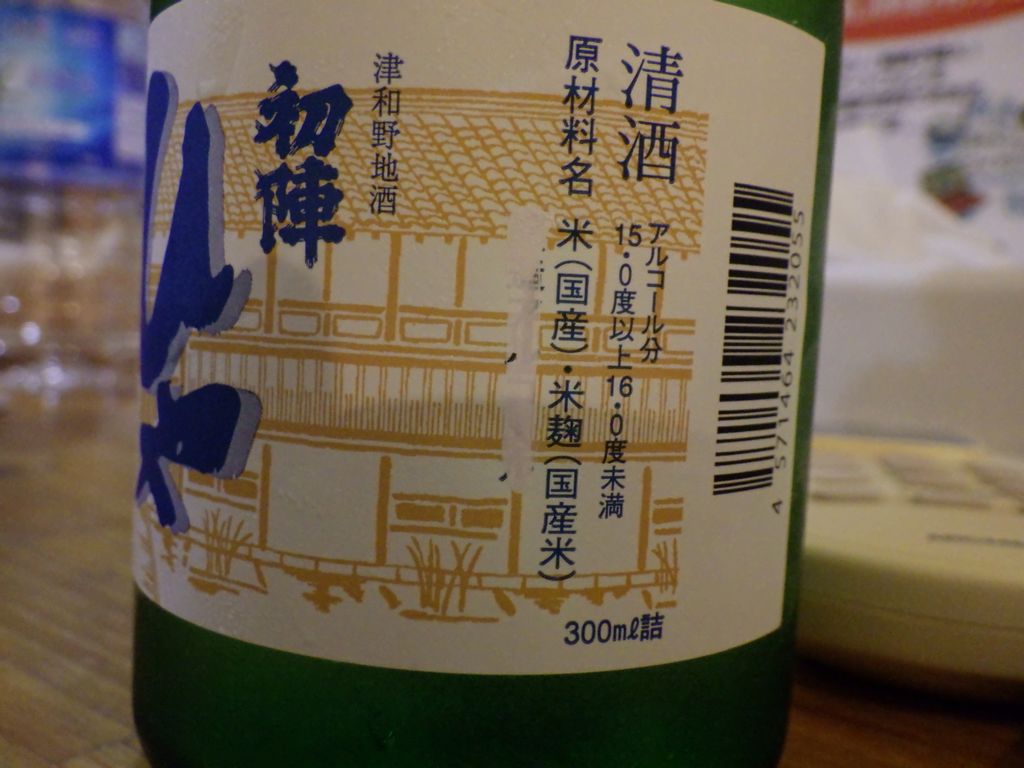 清酒
アルコール分
15・0度以上16・0度未満
原材料名 米(国産)・米麹(国産米)
300ml詰
津和野地酒
初陣
4 571464 232055